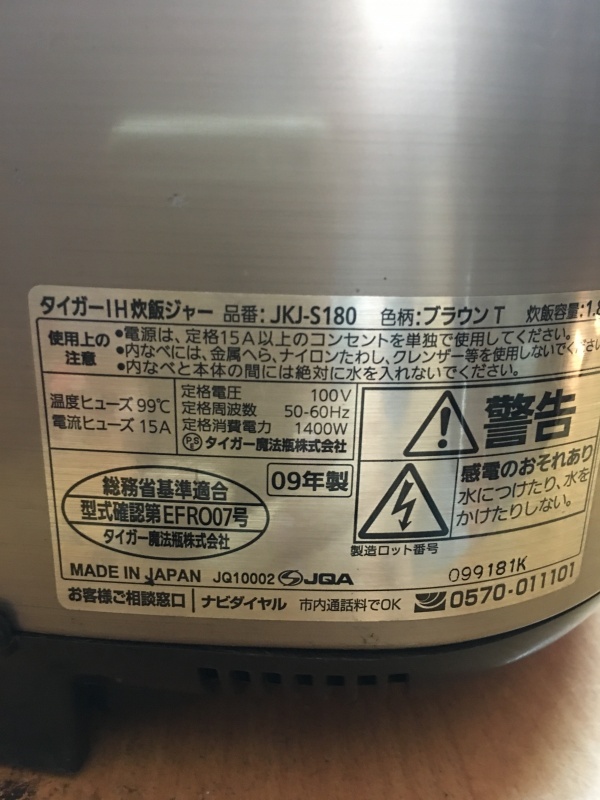 タイガーIH炊飯ジャー 品番：JKJ-S180 色柄：ブラウン T 炊飯容量：1.8
使用上の注意
•電源は、定格15A以上のコンセントを単独で使用してください。
•内なべには、金属へら、ナイロンたわし、クレンザー等を使用しないでください。
•内なべと本体の間には絶対に水を入れないでください。
温度ヒューズ 99℃
電流ヒューズ 15A
定格電圧 100V
定格周波数 50-60Hz
定格消費電力 1400W
PSE タイガー魔法瓶株式会社
警告
感電のおそれあり
水につけたり、水を
かけたりしない。
総務省基準適合
型式確認第EFRO07号
タイガー魔法瓶株式会社
09年製
製造ロット番号
099181K
MADE IN JAPAN JQ10002 JQA
お客様ご相談窓口 ナビダイヤル 市内通話料でOK 0570-011101